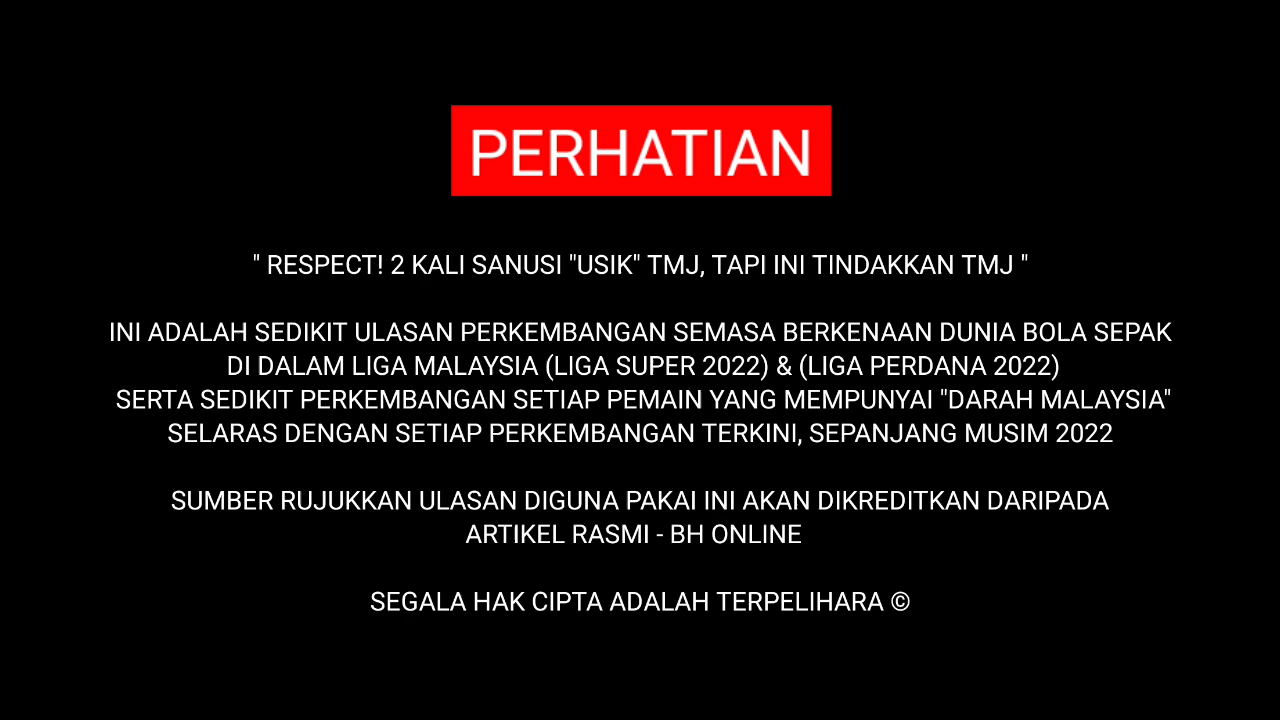 PERHATIAN
" RESPECT! 2 KALI SANUSI "USIK" TMJ, TAPI INI TINDAKKAN TMJ "
INI ADALAH SEDIKIT ULASAN PERKEMBANGAN SEMASA BERKENAAN DUNIA BOLA SEPAK
DI DALAM LIGA MALAYSIA (LIGA SUPER 2022) & (LIGA PERDANA 2022)
SERTA SEDIKIT PERKEMBANGAN SETIAP PEMAIN YANG MEMPUNYAI "DARAH MALAYSIA"
SELARAS DENGAN SETIAP PERKEMBANGAN TERKINI, SEPANJANG MUSIM 2022
SUMBER RUJUKKAN ULASAN DIGUNA PAKAI INI AKAN DIKREDITKAN DARIPADA
ARTIKEL RASMI - BH ONLINE
SEGALA HAK CIPTA ADALAH TERPELIHARA ©